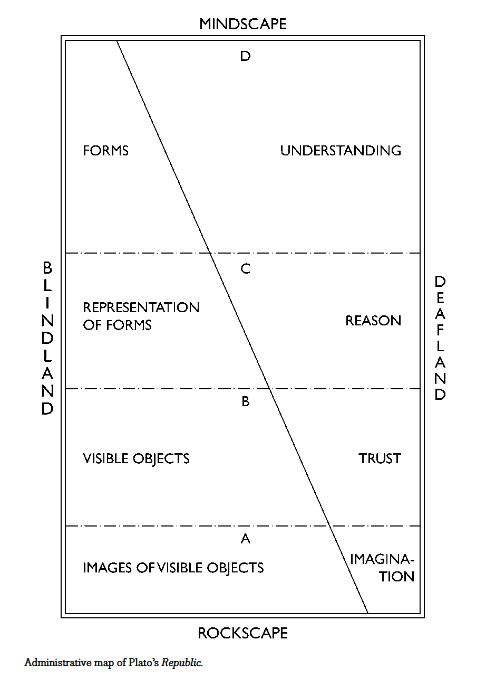 MINDSCAPE
D
FORMS
UNDERSTANDING
C
BLINDLAND
DEAFLAND
REPRESENTATION
OF FORMS
REASON
B
VISIBLE OBJECTS
TRUST
A
IMAGES OF VISIBLE OBJECTS
IMAGINA-
TION
ROCKSCAPE
Administrative map of Plato's Republic.